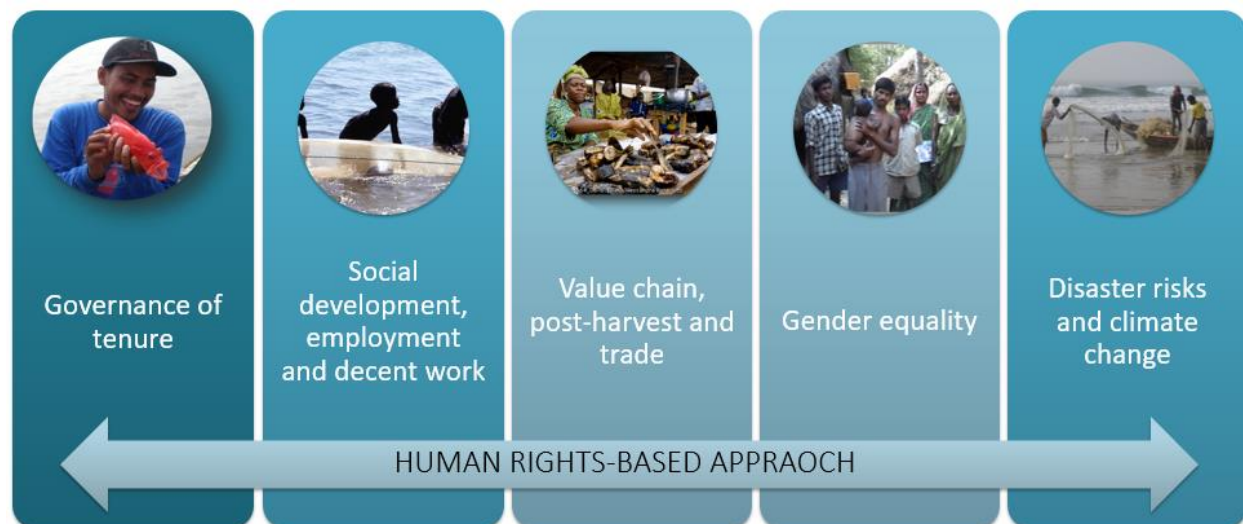 Governance of
tenure
Social
development,
employment
and decent work
Value chain,
post-harvest and
trade
Gender equality
Disaster risks
and climate
change
HUMAN RIGHTS-BASED APPRAOCH